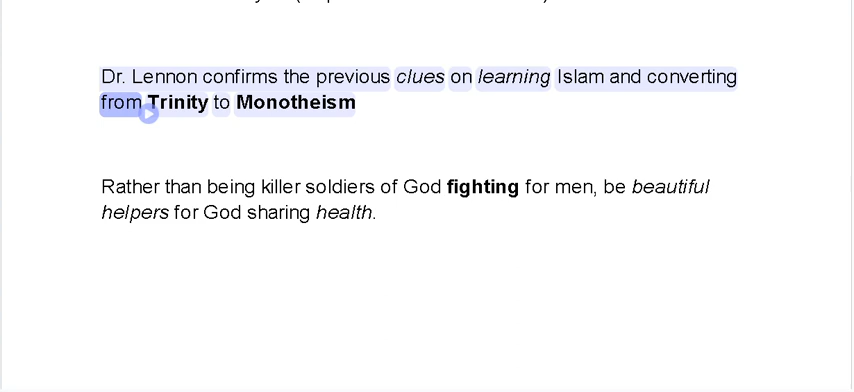 Dr. Lennon confirms the previous clues on learning Islam and converting
from Trinity to Monotheism
Rather than being killer soldiers of God fighting for men, be beautiful
helpers for God sharing health.